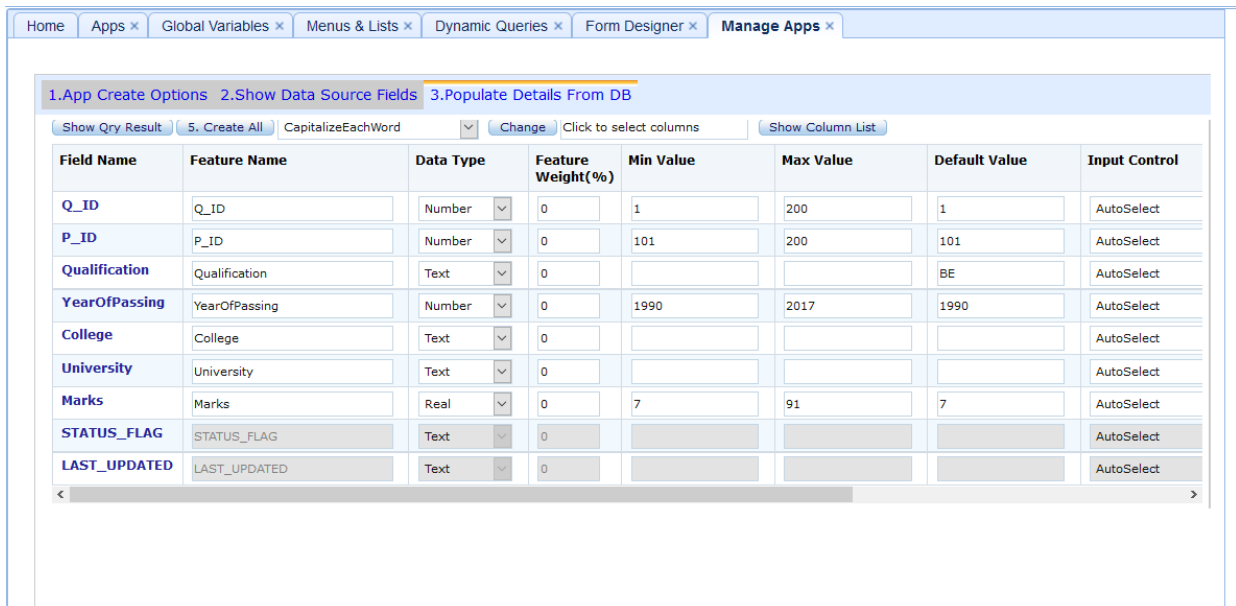 Home Apps × Global Variables × Menus & Lists × Dynamic Queries × Form Designer × Manage Apps ×
1.App Create Options 2.Show Data Source Fields 3.Populate Details From DB
Show Qry Result 5. Create All CapitalizeEachWord Change Click to select columns Show Column List
Field Name Feature Name Data Type Feature Weight(%) Min Value Max Value Default Value Input Control
Q_ID Q_ID Number 0 1 200 1 AutoSelect
P_ID P_ID Number 0 101 200 101 AutoSelect
Qualification Qualification Text 0 BE AutoSelect
YearOfPassing YearOfPassing Number 0 1990 2017 1990 AutoSelect
College College Text 0 AutoSelect
University University Text 0 AutoSelect
Marks Marks Real 0 7 91 7 AutoSelect
STATUS_FLAG STATUS_FLAG Text 0 AutoSelect
LAST_UPDATED LAST_UPDATED Text 0 AutoSelect